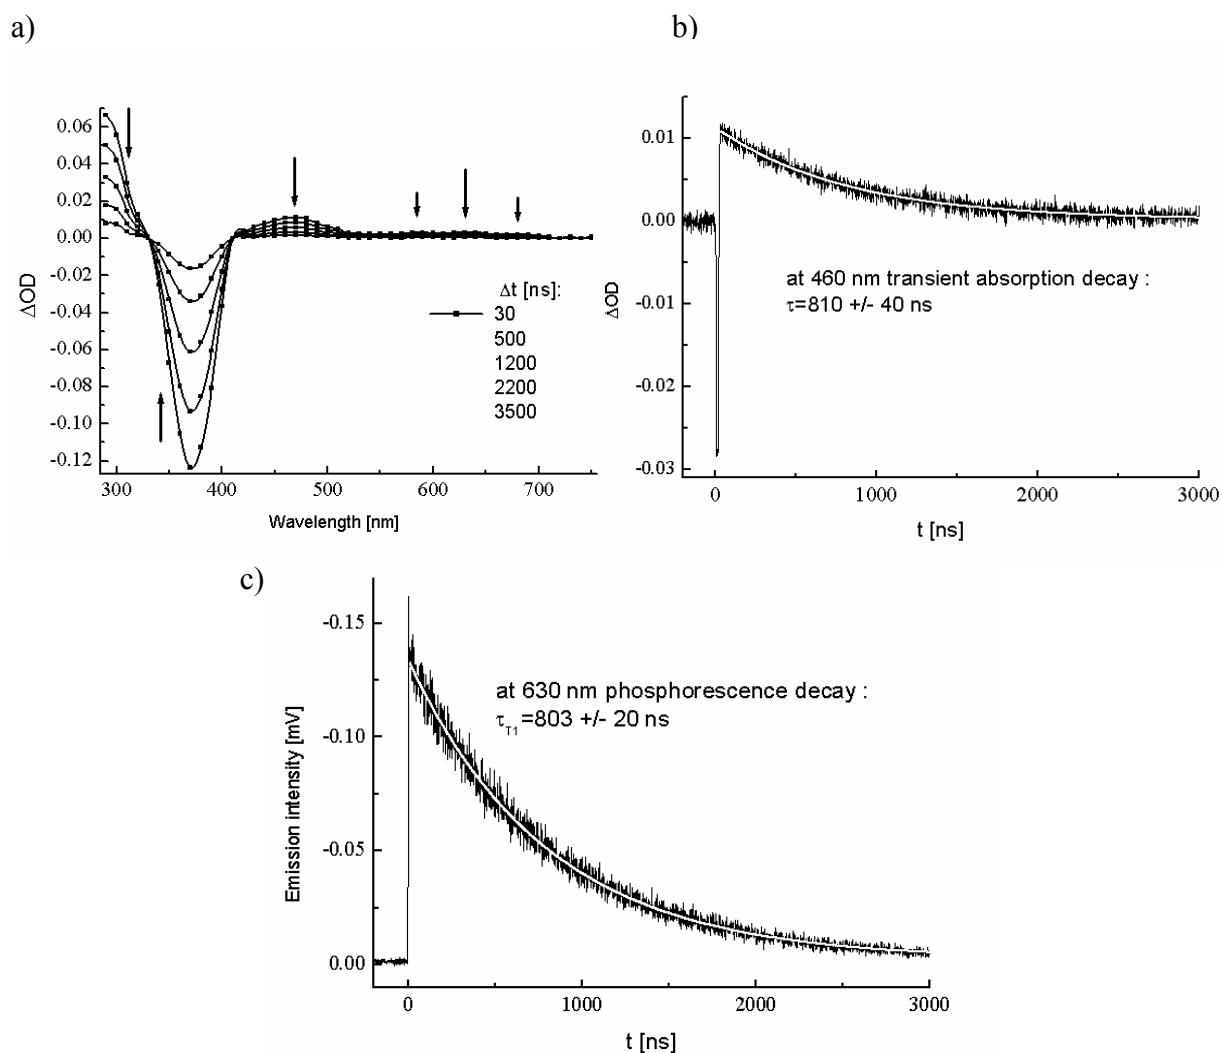 a)
0.06
0.04
0.02
0.00
-0.02
-0.04
-0.06
-0.08
-0.10
-0.12
ΔOD
Δt [ns]:
30
500
1200
2200
3500
300 400 500 600 700
Wavelength [nm]
b)
0.01
0.00
-0.01
-0.02
-0.03
ΔOD
at 460 nm transient absorption decay :
τ=810 +/- 40 ns
0 1000 2000 3000
t [ns]
c)
-0.15
-0.10
-0.05
0.00
Emission intensity [mV]
at 630 nm phosphorescence decay :
τT1=803 +/- 20 ns
0 1000 2000 3000
t [ns]